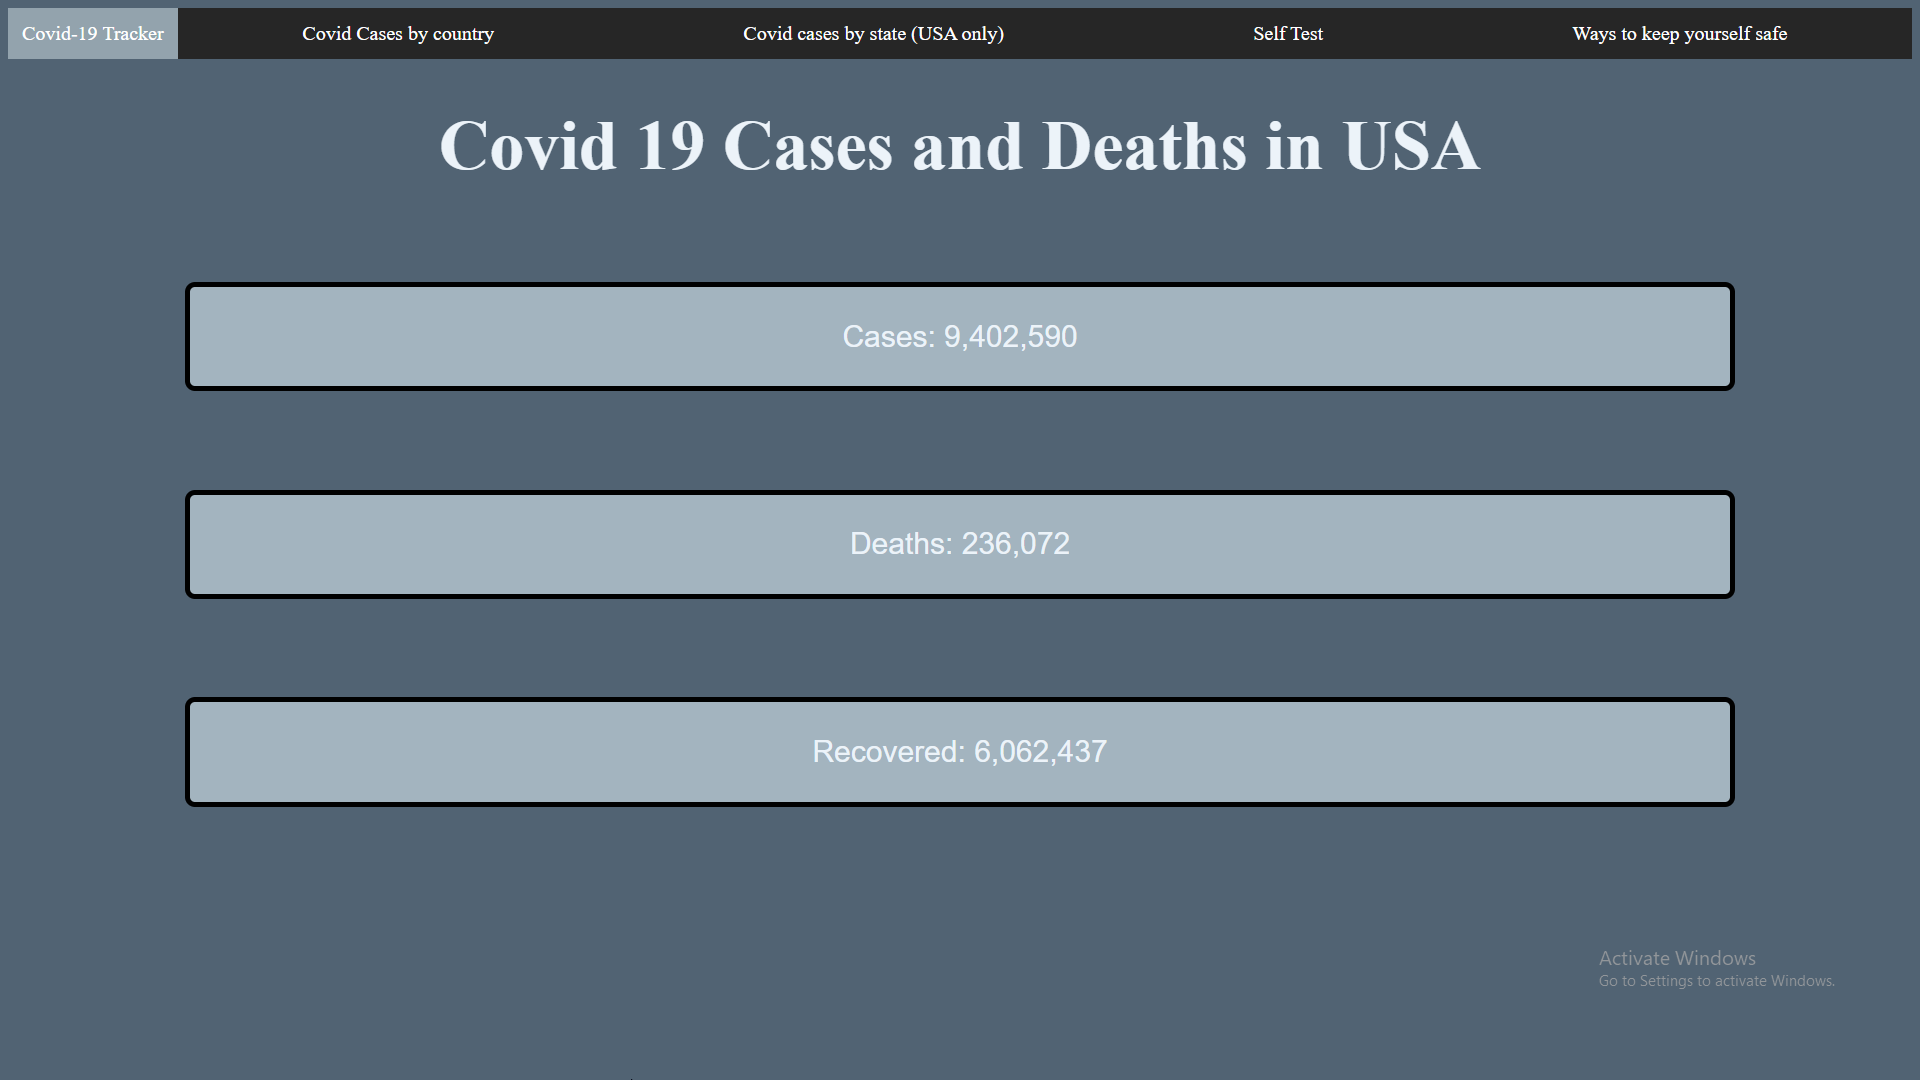 Covid-19 Tracker
Covid Cases by country
Covid cases by state (USA only)
Self Test
Ways to keep yourself safe
Covid 19 Cases and Deaths in USA
Cases: 9,402,590
Deaths: 236,072
Recovered: 6,062,437
Activate Windows
Go to Settings to activate Windows.